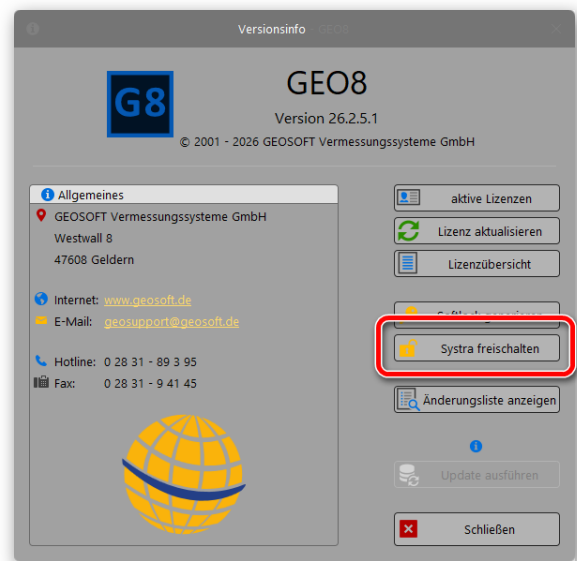 Versionsinfo - GEO8
G8
GEO8
Version 26.2.5.1
© 2001 - 2026 GEOSOFT Vermessungssysteme GmbH
Allgemeines
GEOSOFT Vermessungssysteme GmbH
Westwall 8
47608 Geldern
Internet: www.geosoft.de
E-Mail: geosupport@geosoft.de
Hotline: 0 28 31 - 89 3 95
Fax: 0 28 31 - 9 41 45
aktive Lizenzen
Lizenz aktualisieren
Lizenzübersicht
Softlock generieren
Systra freischalten
Änderungsliste anzeigen
Update ausführen
Schließen